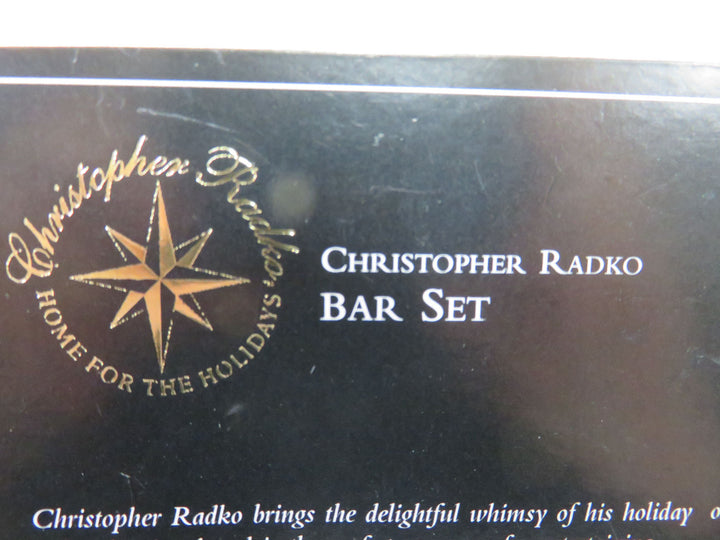 Christopher Radko
HOME FOR THE HOLIDAYS
CHRISTOPHER RADKO
BAR SET
Christopher Radko brings the delightful whimsy of his holiday